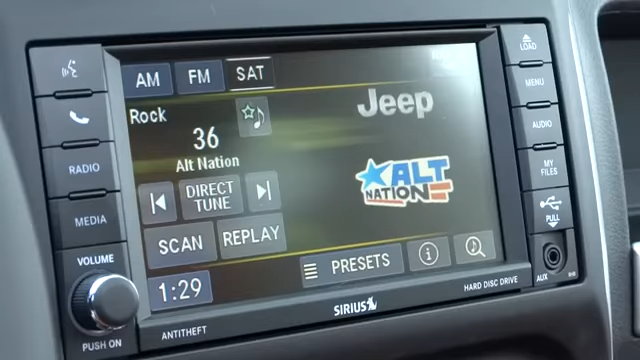 LOAD
AM FM SAT
MENU
Rock
Jeep
36
Alt Nation
AUDIO
RADIO
DIRECT
TUNE
ALT
NATION
MY
FILES
MEDIA
SCAN
REPLAY
PULL
VOLUME
PRESETS
1:29
AUX
HARD DISC DRIVE
SIRIUS
PUSH ON
ANTITHEFT